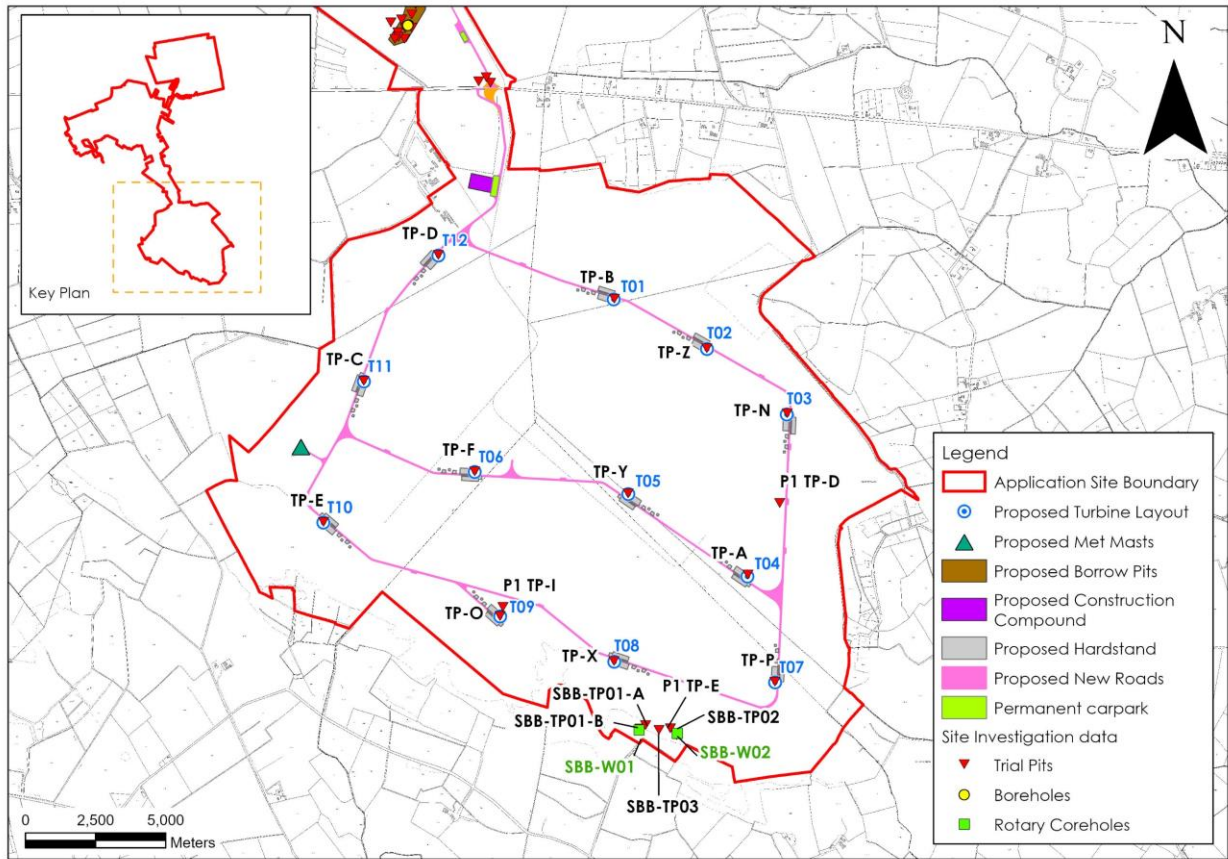 Key Plan
N
TP-D
T12
TP-B
T01
T02
TP-Z
TP-C
T11
T03
TP-N
TP-F
T06
TP-Y
T05
P1 TP-D
TP-E
T10
TP-A
T04
P1 TP-I
TP-O
T09
T08
TP-X
TP-P
T07
SBB-TP01-A
P1 TP-E
SBB-TP01-B
SBB-TP02
SBB-W01
SBB-W02
SBB-TP03
0 2,500 5,000
Meters
Legend
Application Site Boundary
Proposed Turbine Layout
Proposed Met Masts
Proposed Borrow Pits
Proposed Construction
Compound
Proposed Hardstand
Proposed New Roads
Permanent carpark
Site Investigation data
Trial Pits
Boreholes
Rotary Coreholes